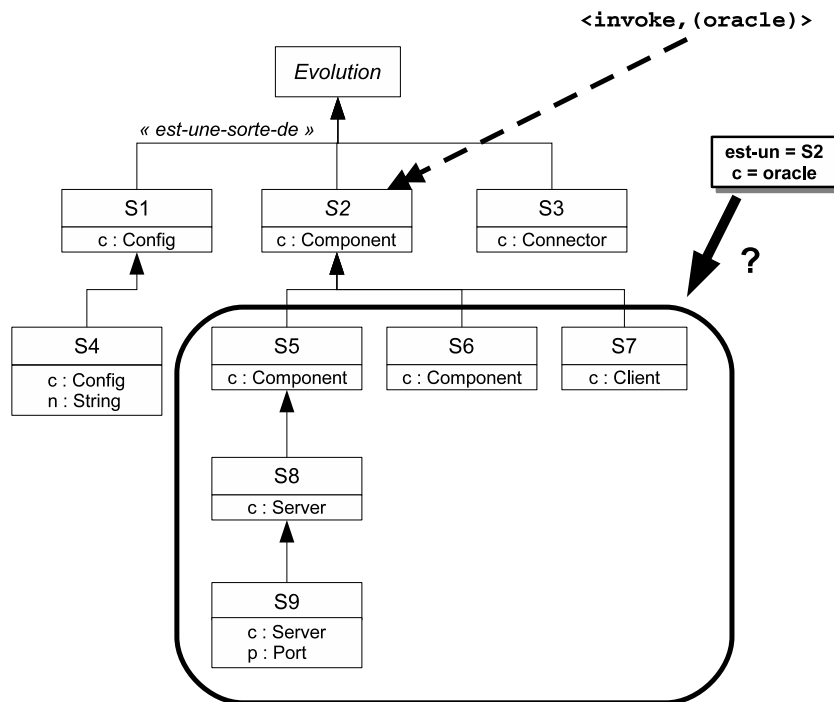 <invoke,(oracle)>
Evolution
« est-une-sorte-de »
est-un = S2
c = oracle
?
S1
c : Config
S2
c : Component
S3
c : Connector
S4
c : Config
n : String
S5
c : Component
S6
c : Component
S7
c : Client
S8
c : Server
S9
c : Server
p : Port